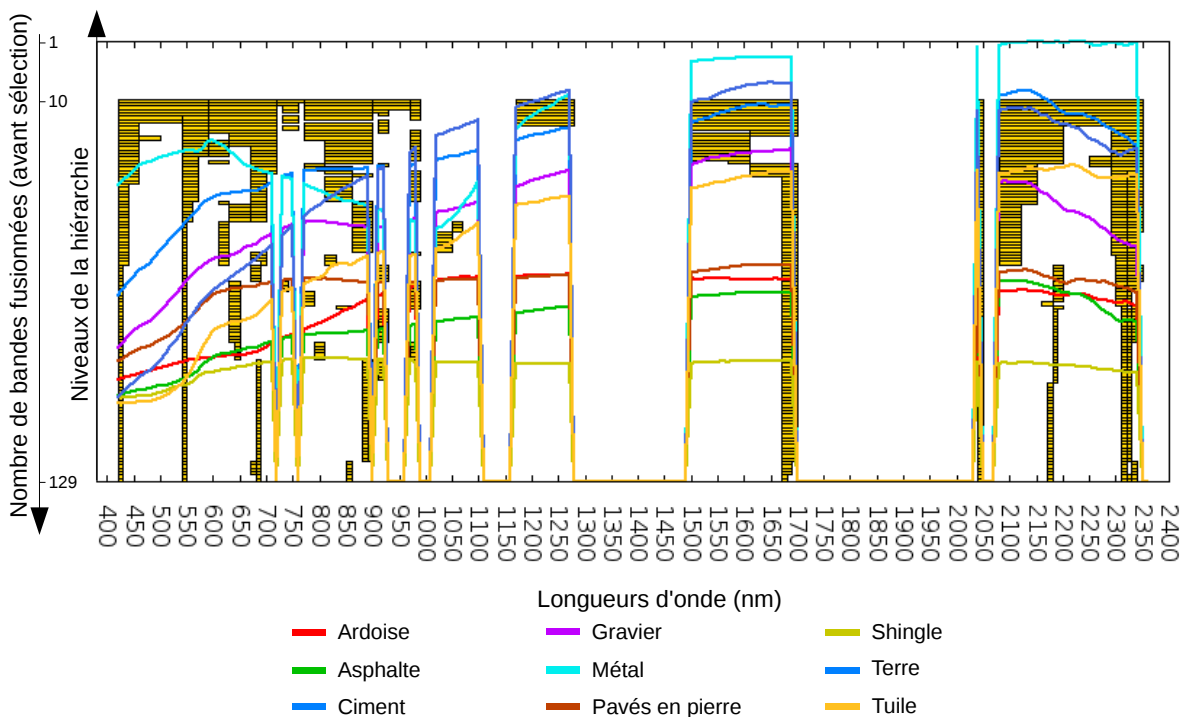 Nombre de bandes fusionnées (avant sélection)
Niveaux de la hiérarchie
1
10
129
400 450 500 550 600 650 700 750 800 850 900 950 1000 1050 1100 1150 1200 1250 1300 1350 1400 1450 1500 1550 1600 1650 1700 1750 1800 1850 1900 1950 2000 2050 2100 2150 2200 2250 2300 2350 2400
Longueurs d'onde (nm)
Ardoise Gravier Shingle
Asphalte Métal Terre
Ciment Pavés en pierre Tuile